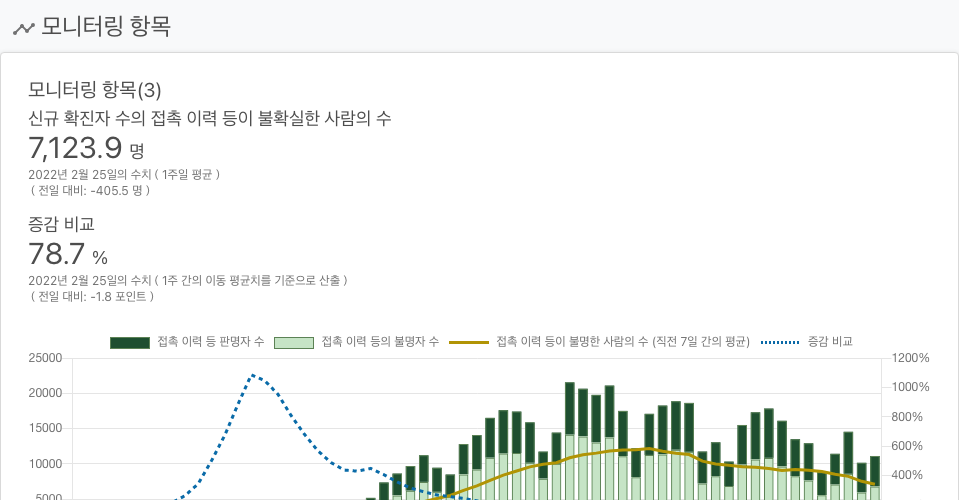 모니터링 항목
모니터링 항목(3)
신규 확진자 수의 접촉 이력 등이 불확실한 사람의 수
7,123.9 명
2022년 2월 25일의 수치 ( 1주일 평균 )
( 전일 대비: -405.5 명 )
증감 비교
78.7 %
2022년 2월 25일의 수치 ( 1주 간의 이동 평균치를 기준으로 산출 )
( 전일 대비: -1.8 포인트 )
접촉 이력 등 판명자 수 접촉 이력 등의 불명자 수 접촉 이력 등이 불명한 사람의 수 (직전 7일 간의 평균) 증감 비교
25000 1200%
20000 1000%
15000 800%
10000 600%
5000 400%